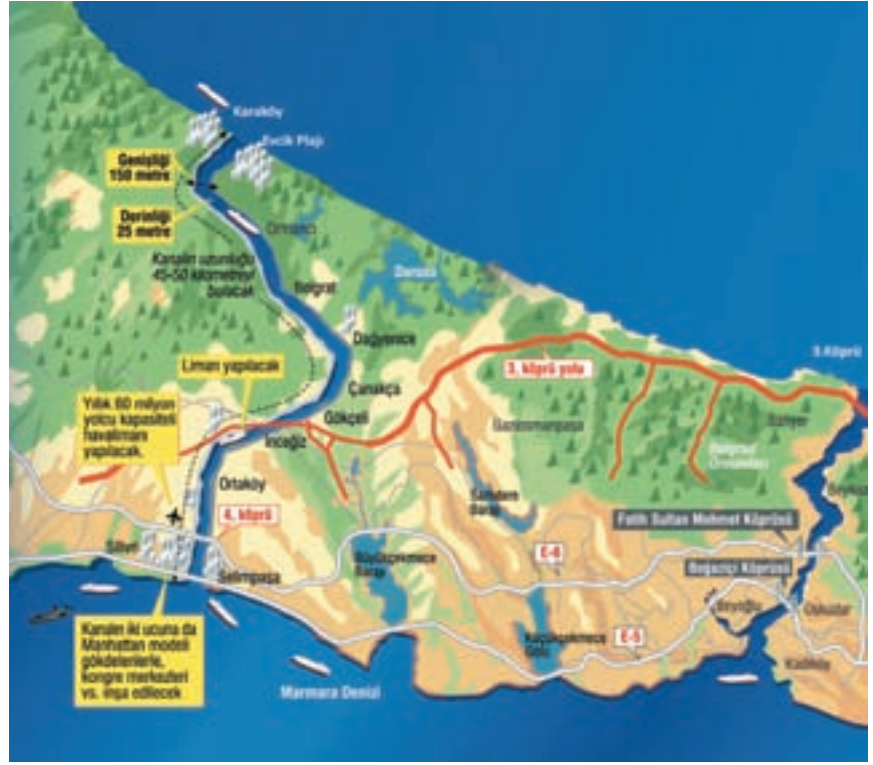 Karaköy
Evcik Plajı
Genişliği
150 metre
Derinliği
25 metre
Ormanlı
Kanalın uzunluğu
45-50 kilometreyi
bulacak
Belgrat
Dağyenice
3.Köprü
Liman yapılacak
3. köprü yolu
Çanakça
Yıllık 60 milyon
yolcu kapasiteli
havalimanı
yapılacak.
Gökçeli
Gaziosmanpaşa
Sarıyer
İnceğiz
Belgrad
Ormanları
Ortaköy
Beykoz
Barajı
4. köprü
Fatih Sultan Mehmet Köprüsü
Silivri
E-6
Büyükçekmece
Barajı
Boğaziçi Köprüsü
Selimpaşa
Beyoğlu
Üsküdar
Kanalın iki ucuna da
Manhattan modeli
gökdelenlerle,
kongre merkezleri
vs. inşa edilecek
Küçükçekmece
Gölü
E-5
Kadıköy
Marmara Denizi